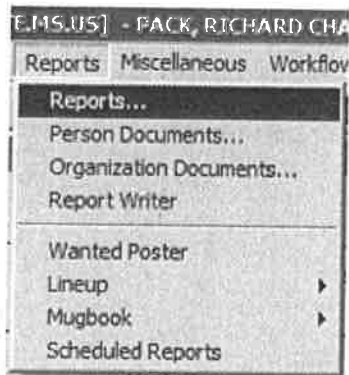 E.MS.US] - PACK, RICHARD CHA
Reports Miscellaneous Workflow
Reports...
Person Documents...
Organization Documents...
Report Writer
Wanted Poster
Lineup
Mugbook
Scheduled Reports